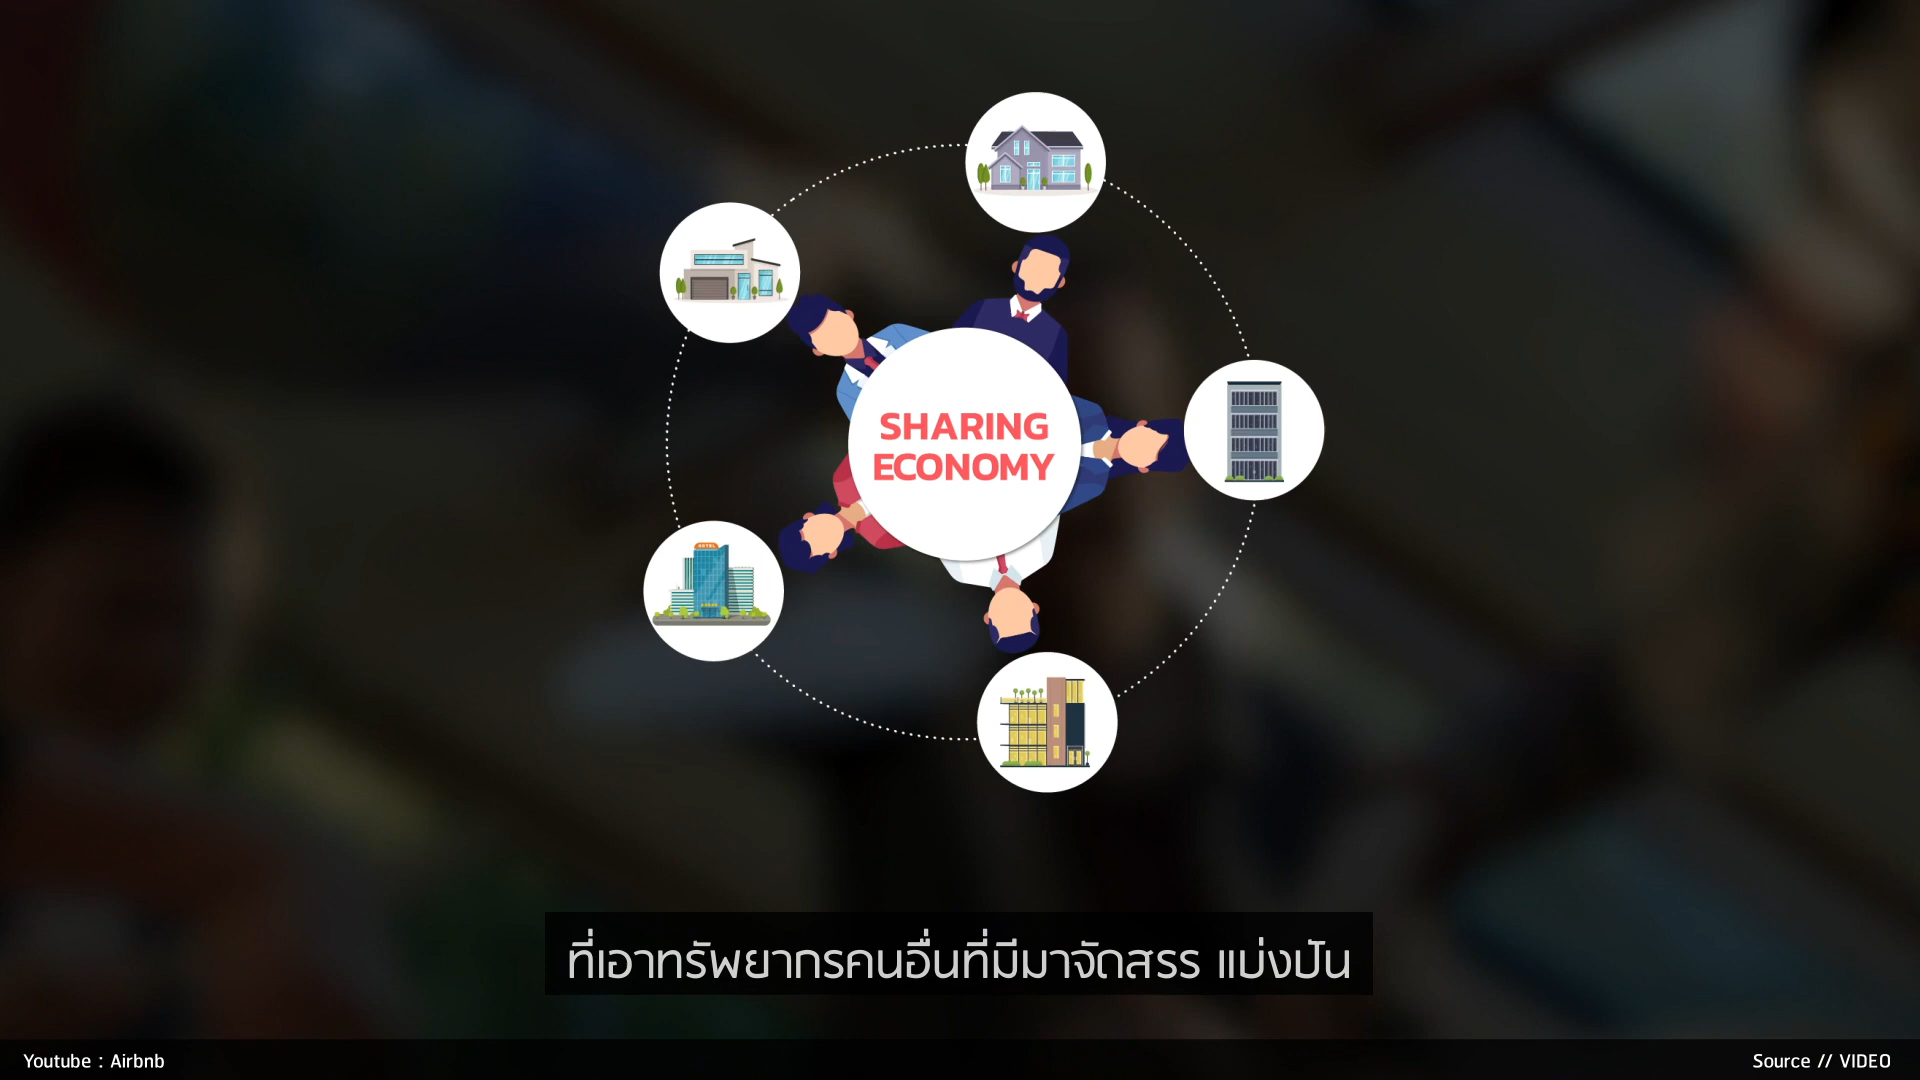 SHARING
ECONOMY
HOTEL
ที่เอาทรัพยากรคนอื่นที่มีมาจัดสรร แบ่งปัน
Youtube : Airbnb
Source // VIDEO